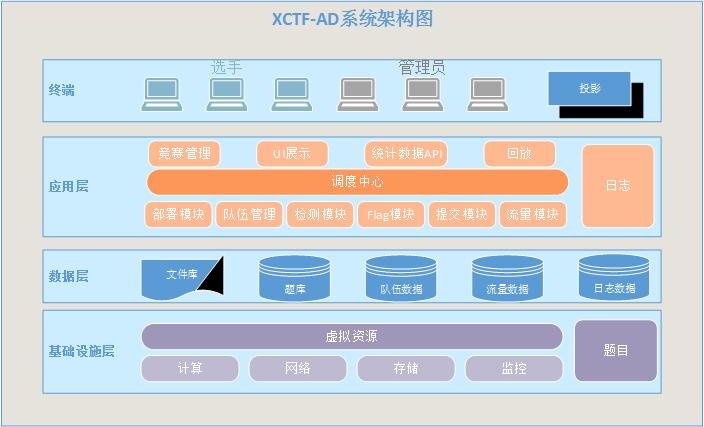 XCTF-AD系统架构图
选手 管理员
终端
投影
竞赛管理 UI展示 统计数据API 回放
应用层
调度中心
日志
部署模块 队伍管理 检测模块 Flag模块 提交模块 流量模块
数据层
文件库 题库 队伍数据 流量数据 日志数据
虚拟资源
基础设施层
题目
计算 网络 存储 监控